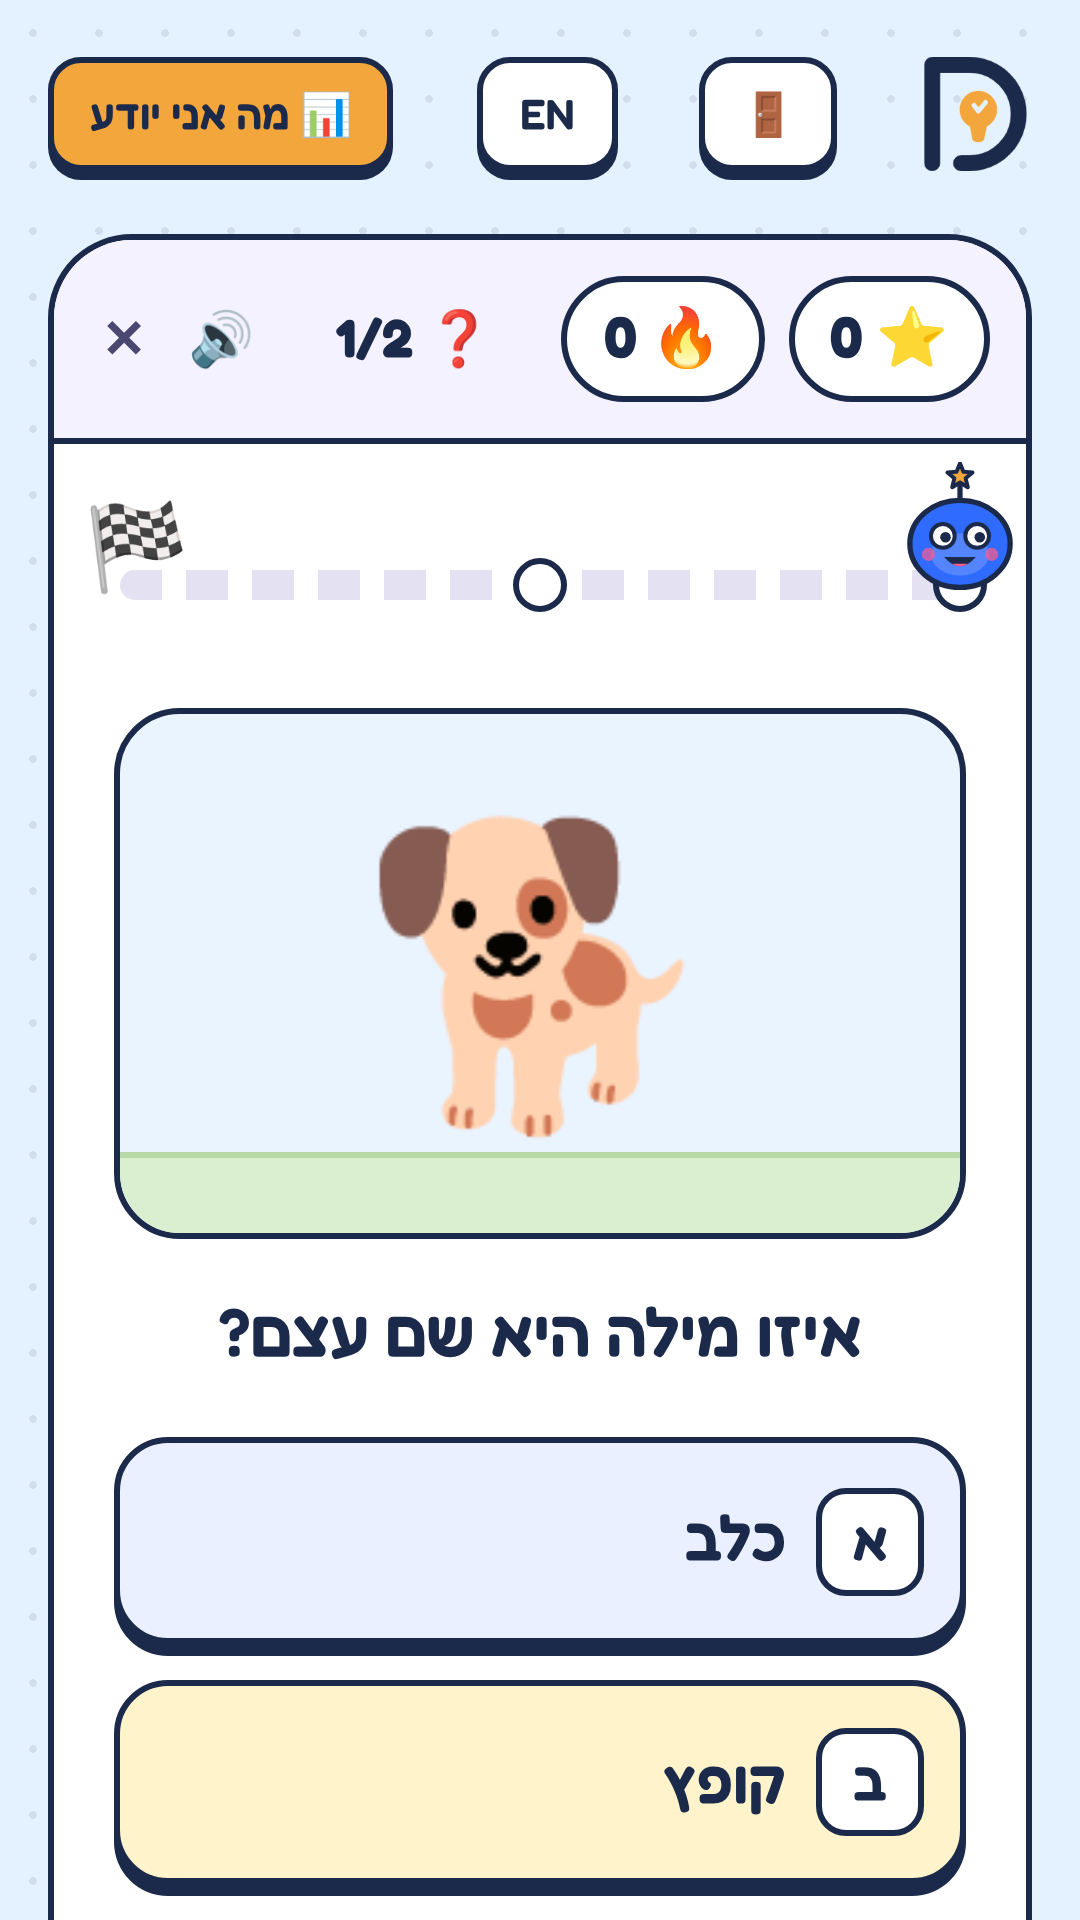 מה אני יודע
EN
0 0 1/2 ✕
איזו מילה היא שם עצם?
א כלב
ב קופץ